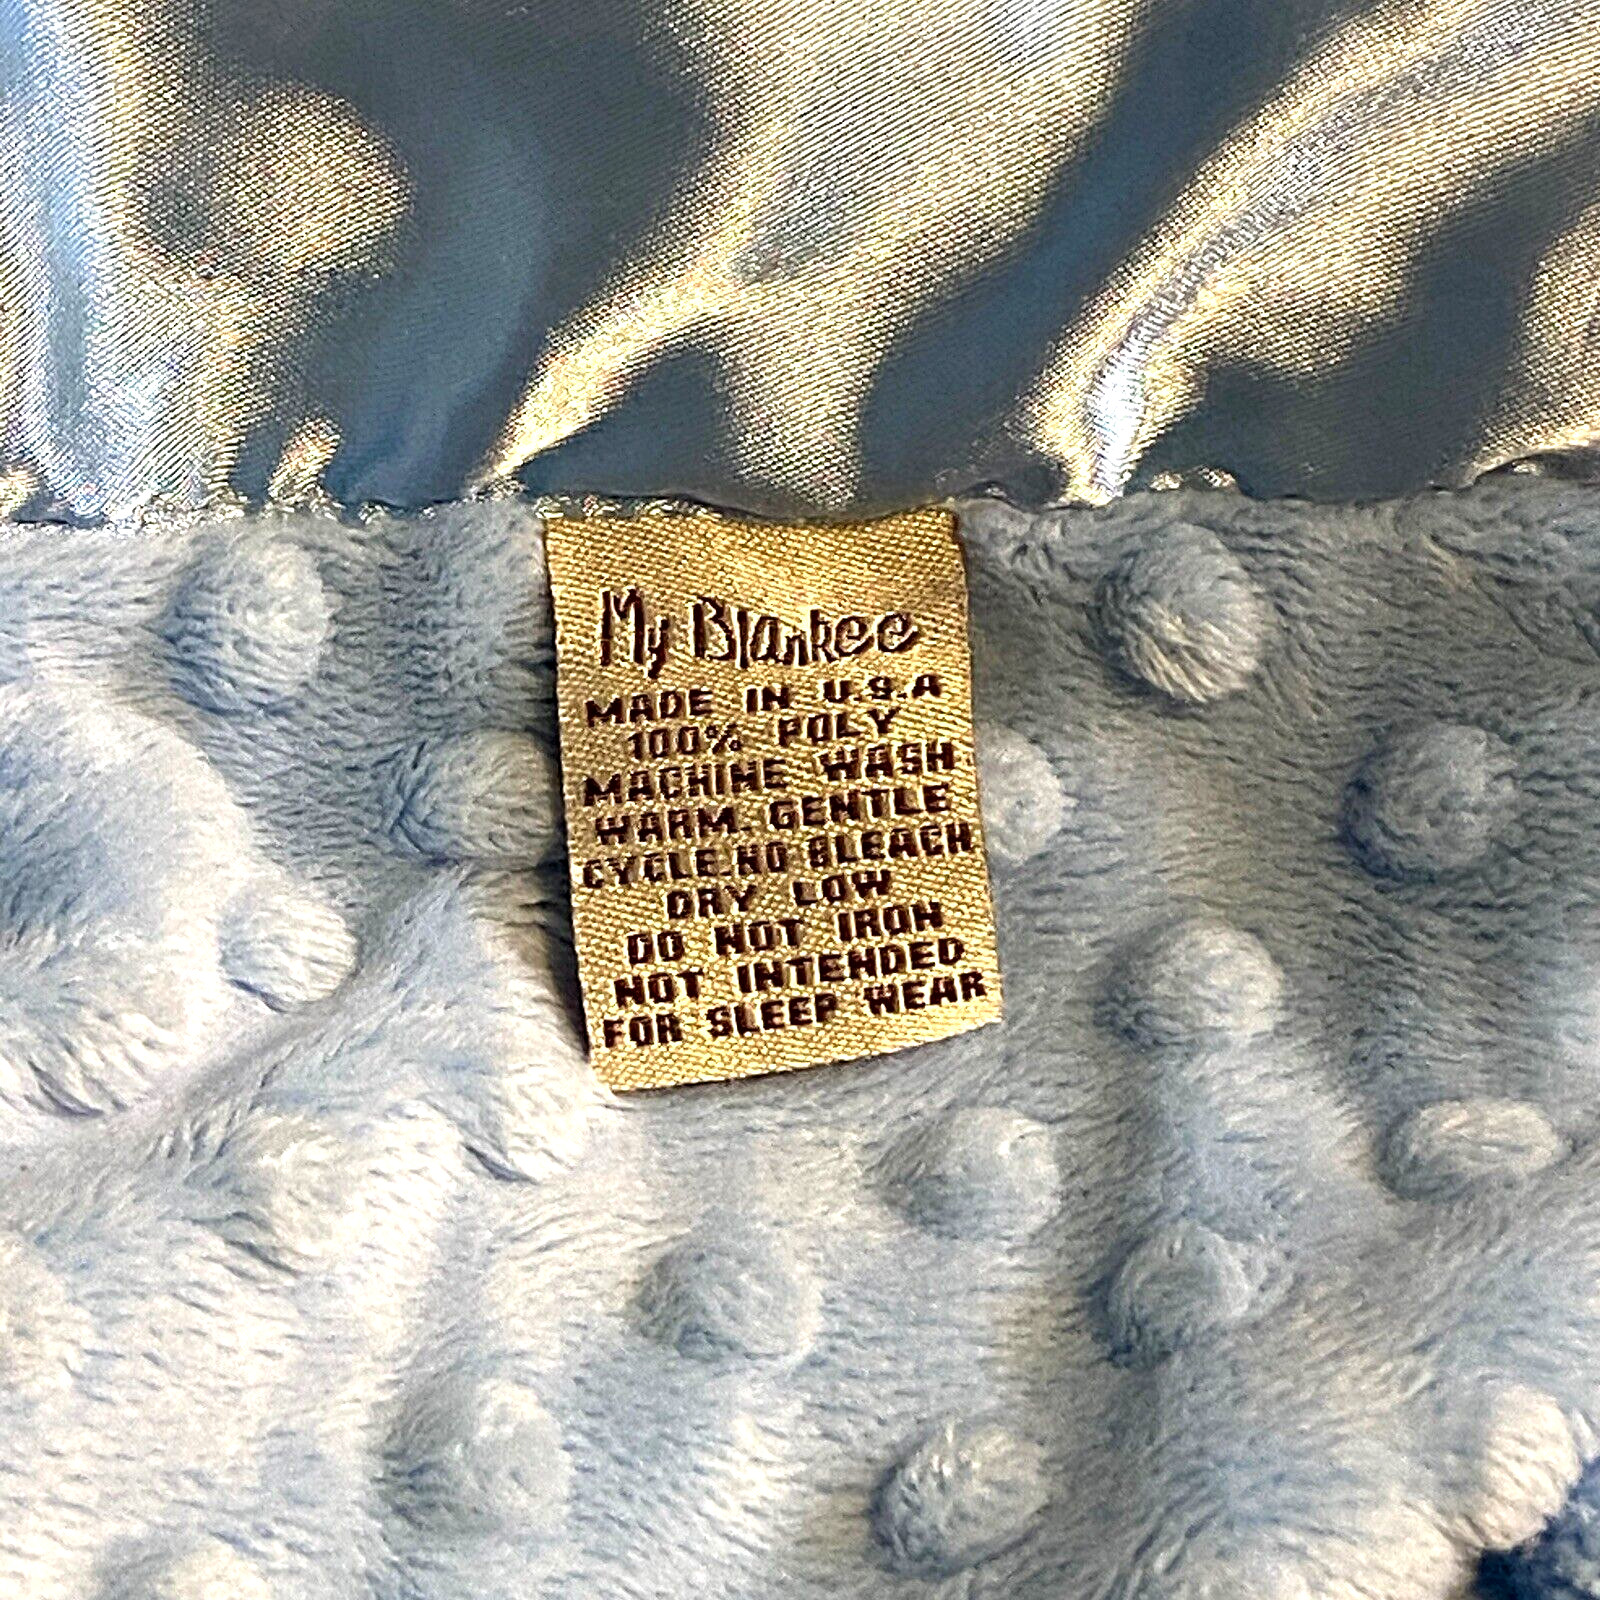 My Blankee
MADE IN U.S.A
100% POLY
MACHINE WASH
WARM. GENTLE
CYCLE.NO BLEACH
DRY LOW
DO NOT IRON
NOT INTENDED
FOR SLEEP WEAR